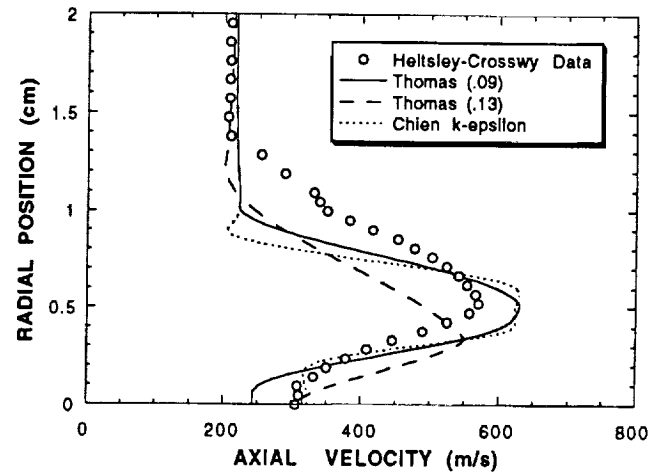 2
1.5
1
0.5
0
RADIAL POSITION (cm)
Heltsley-Crosswy Data
Thomas (.09)
Thomas (.13)
Chien k-epsilon
0 200 400 600 800
AXIAL VELOCITY (m/s)